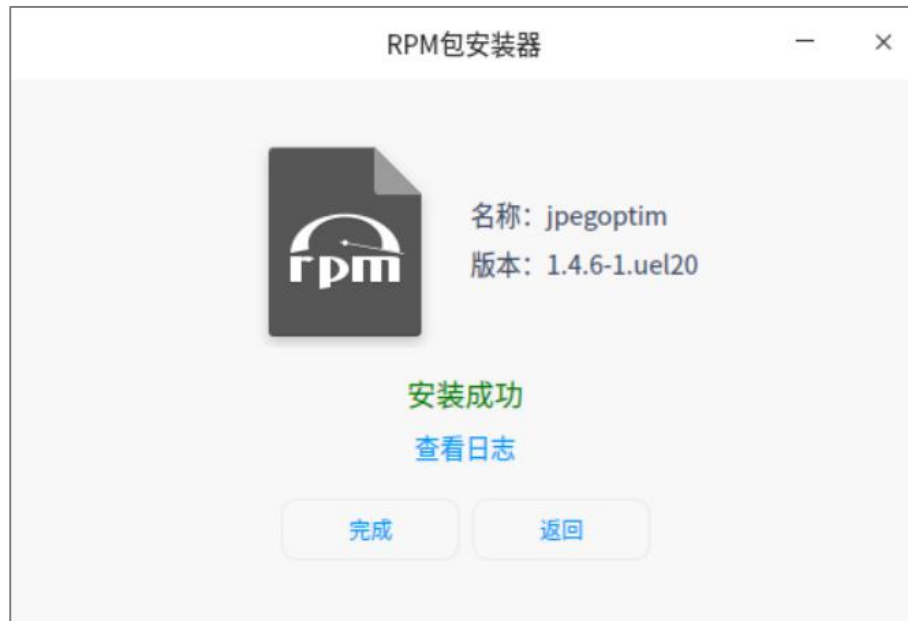 RPM包安装器
rpm
名称：jpegoptim
版本：1.4.6-1.uel20
安装成功
查看日志
完成
返回